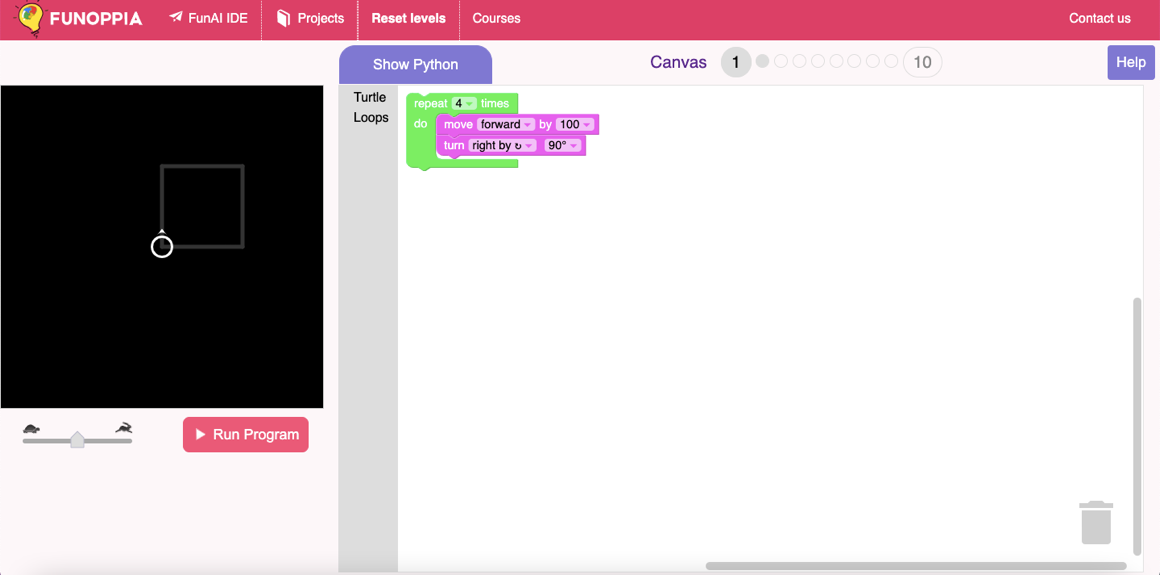 FUNOPPIA FunAI IDE Projects Reset levels Courses Contact us
Show Python Canvas 1 10 Help
Turtle
Loops
repeat 4 times
do move forward by 100
turn right by ↻ 90°
Run Program